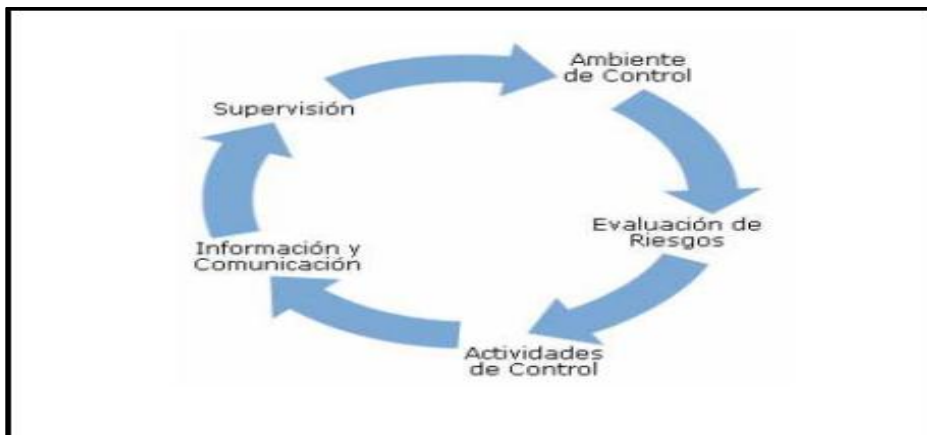 Ambiente
de Control
Supervisión
Evaluación de
Riesgos
Información y
Comunicación
Actividades
de Control